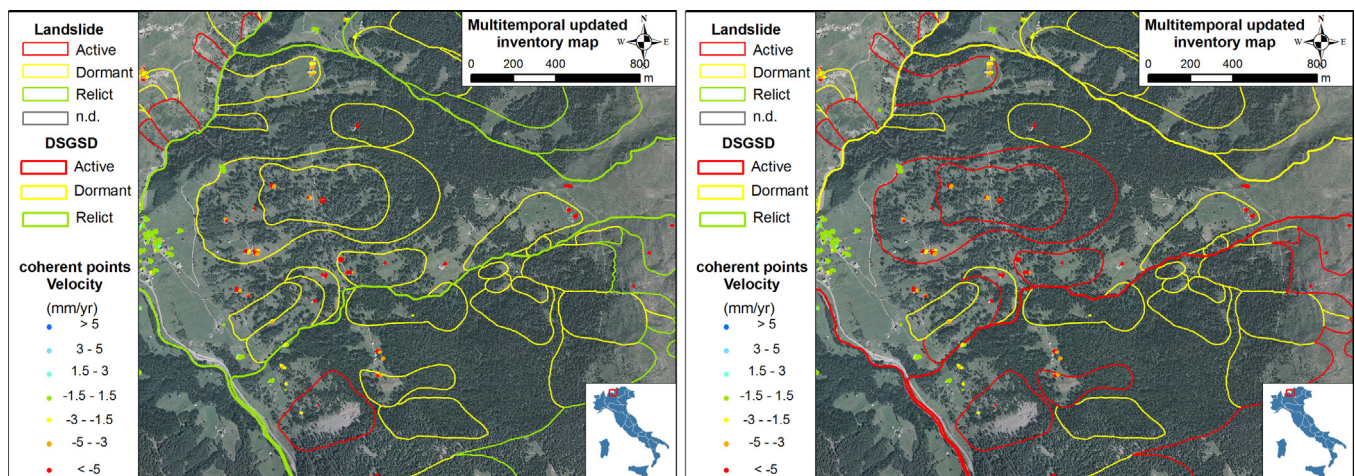 Landslide
Active
Dormant
Relict
n.d.
DSGSD
Active
Dormant
Relict
coherent points
Velocity
(mm/yr)
> 5
3 - 5
1.5 - 3
-1.5 - 1.5
-3 - -1.5
-5 - -3
< -5
Multitemporal updated
inventory map
N
W E
S
0 200 400 800
m
Landslide
Active
Dormant
Relict
n.d.
DSGSD
Active
Dormant
Relict
coherent points
Velocity
(mm/yr)
> 5
3 - 5
1.5 - 3
-1.5 - 1.5
-3 - -1.5
-5 - -3
< -5
Multitemporal updated
inventory map
N
W E
S
0 200 400 800
m